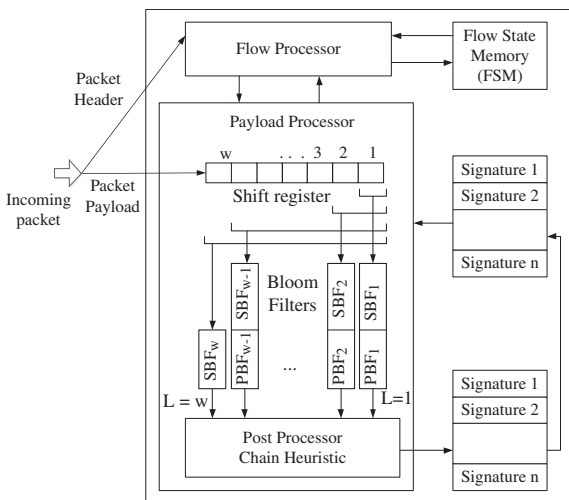 Flow Processor
Flow State
Memory
(FSM)
Packet
Header
Payload Processor
w . . . 3 2 1
Incoming
packet
Packet
Payload
Shift register
Signature 1
Signature 2
Signature n
Bloom
Filters
SBFw-1
SBF2
SBF1
SBFw
PBFw-1
...
PBF2
PBF1
L = w
L=1
Post Processor
Chain Heuristic
Signature 1
Signature 2
Signature n